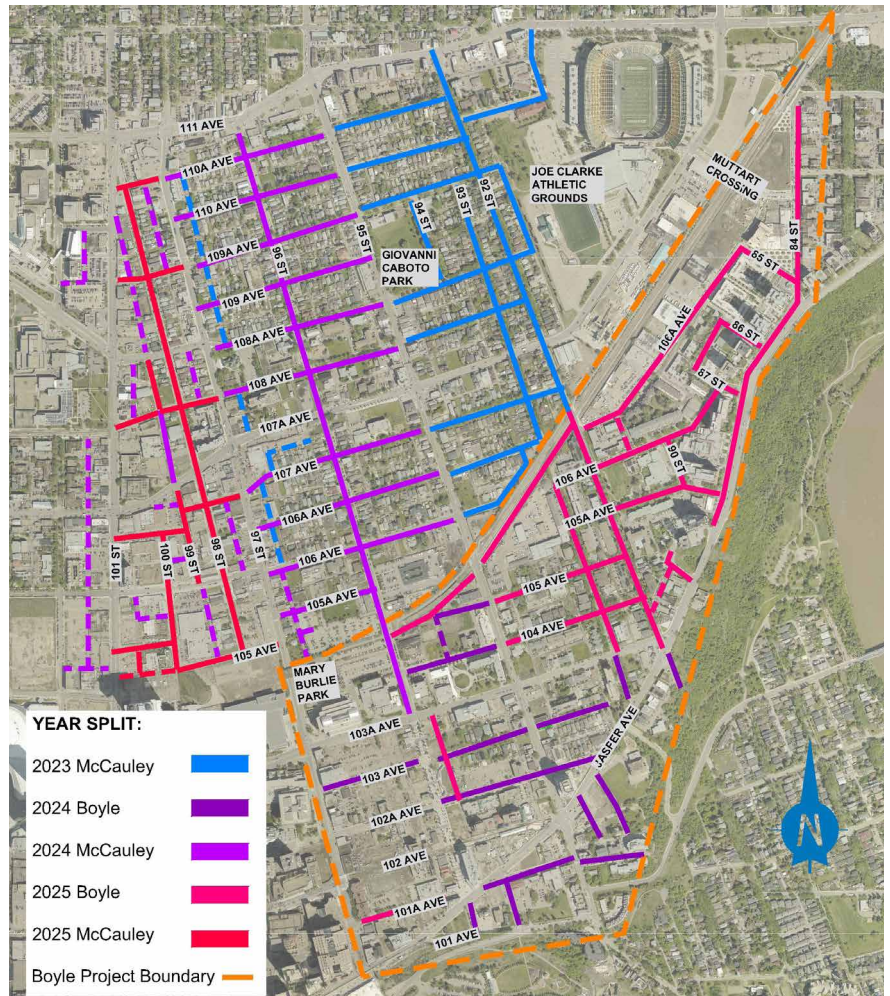 111 AVE
110A AVE
110 AVE
109A AVE
109 AVE
108A AVE
108 AVE
107A AVE
107 AVE
106A AVE
106 AVE
105A AVE
105 AVE
101 ST
100 ST
99 ST
98 ST
97 ST
96 ST
95 ST
94 ST
93 ST
92 ST
GIOVANNI
CABOTO
PARK
JOE CLARKE
ATHLETIC
GROUNDS
MUTTART
CROSSING
84 ST
85 ST
106A AVE
86 ST
87 ST
106 AVE
90 ST
105A AVE
105 AVE
104 AVE
MARY
BURLIE
PARK
103A AVE
103 AVE
102A AVE
102 AVE
101A AVE
101 AVE
JASPER AVE
YEAR SPLIT:
2023 McCauley
2024 Boyle
2024 McCauley
2025 Boyle
2025 McCauley
Boyle Project Boundary
N